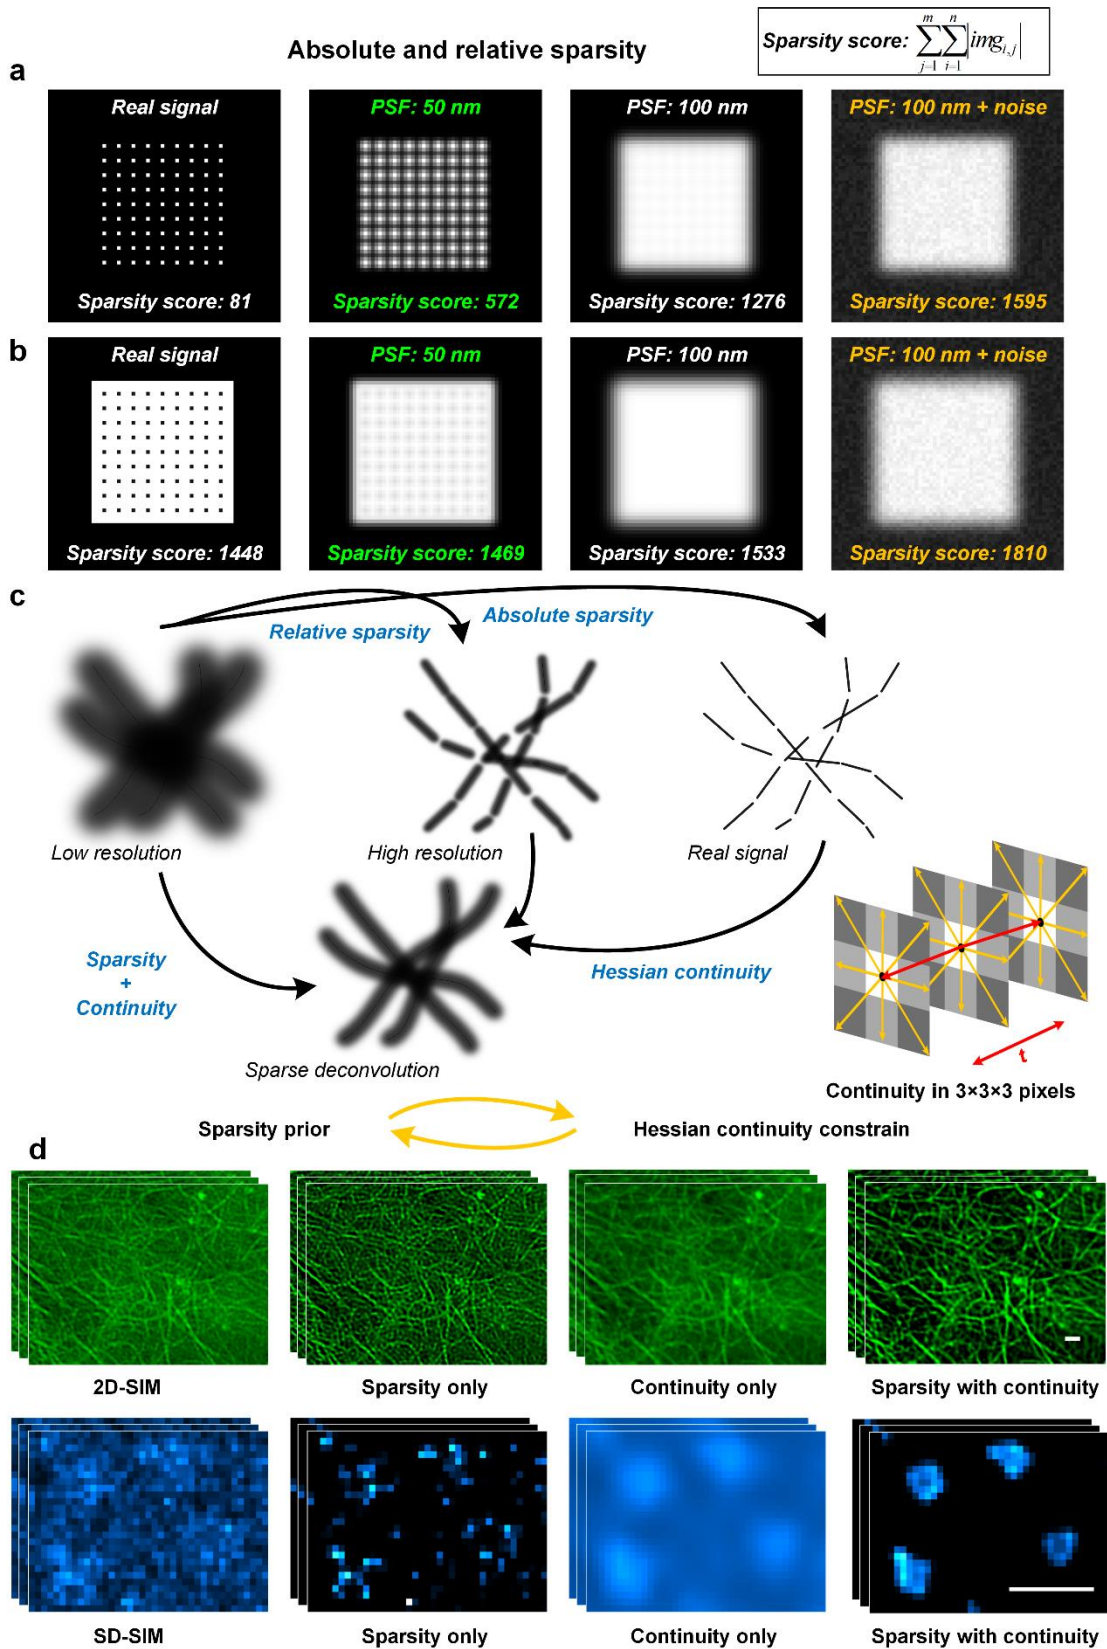 Absolute and relative sparsity
Sparsity score: \sum_{j=1}^{m}\sum_{i=1}^{n}|img_{i,j}|
a
Real signal
Sparsity score: 81
PSF: 50 nm
Sparsity score: 572
PSF: 100 nm
Sparsity score: 1276
PSF: 100 nm + noise
Sparsity score: 1595
b
Real signal
Sparsity score: 1448
PSF: 50 nm
Sparsity score: 1469
PSF: 100 nm
Sparsity score: 1533
PSF: 100 nm + noise
Sparsity score: 1810
c
Relative sparsity
Absolute sparsity
Low resolution
High resolution
Real signal
Sparsity
+
Continuity
Hessian continuity
Sparse deconvolution
t
Continuity in 3×3×3 pixels
Sparsity prior
Hessian continuity constrain
d
2D-SIM
Sparsity only
Continuity only
Sparsity with continuity
SD-SIM
Sparsity only
Continuity only
Sparsity with continuity